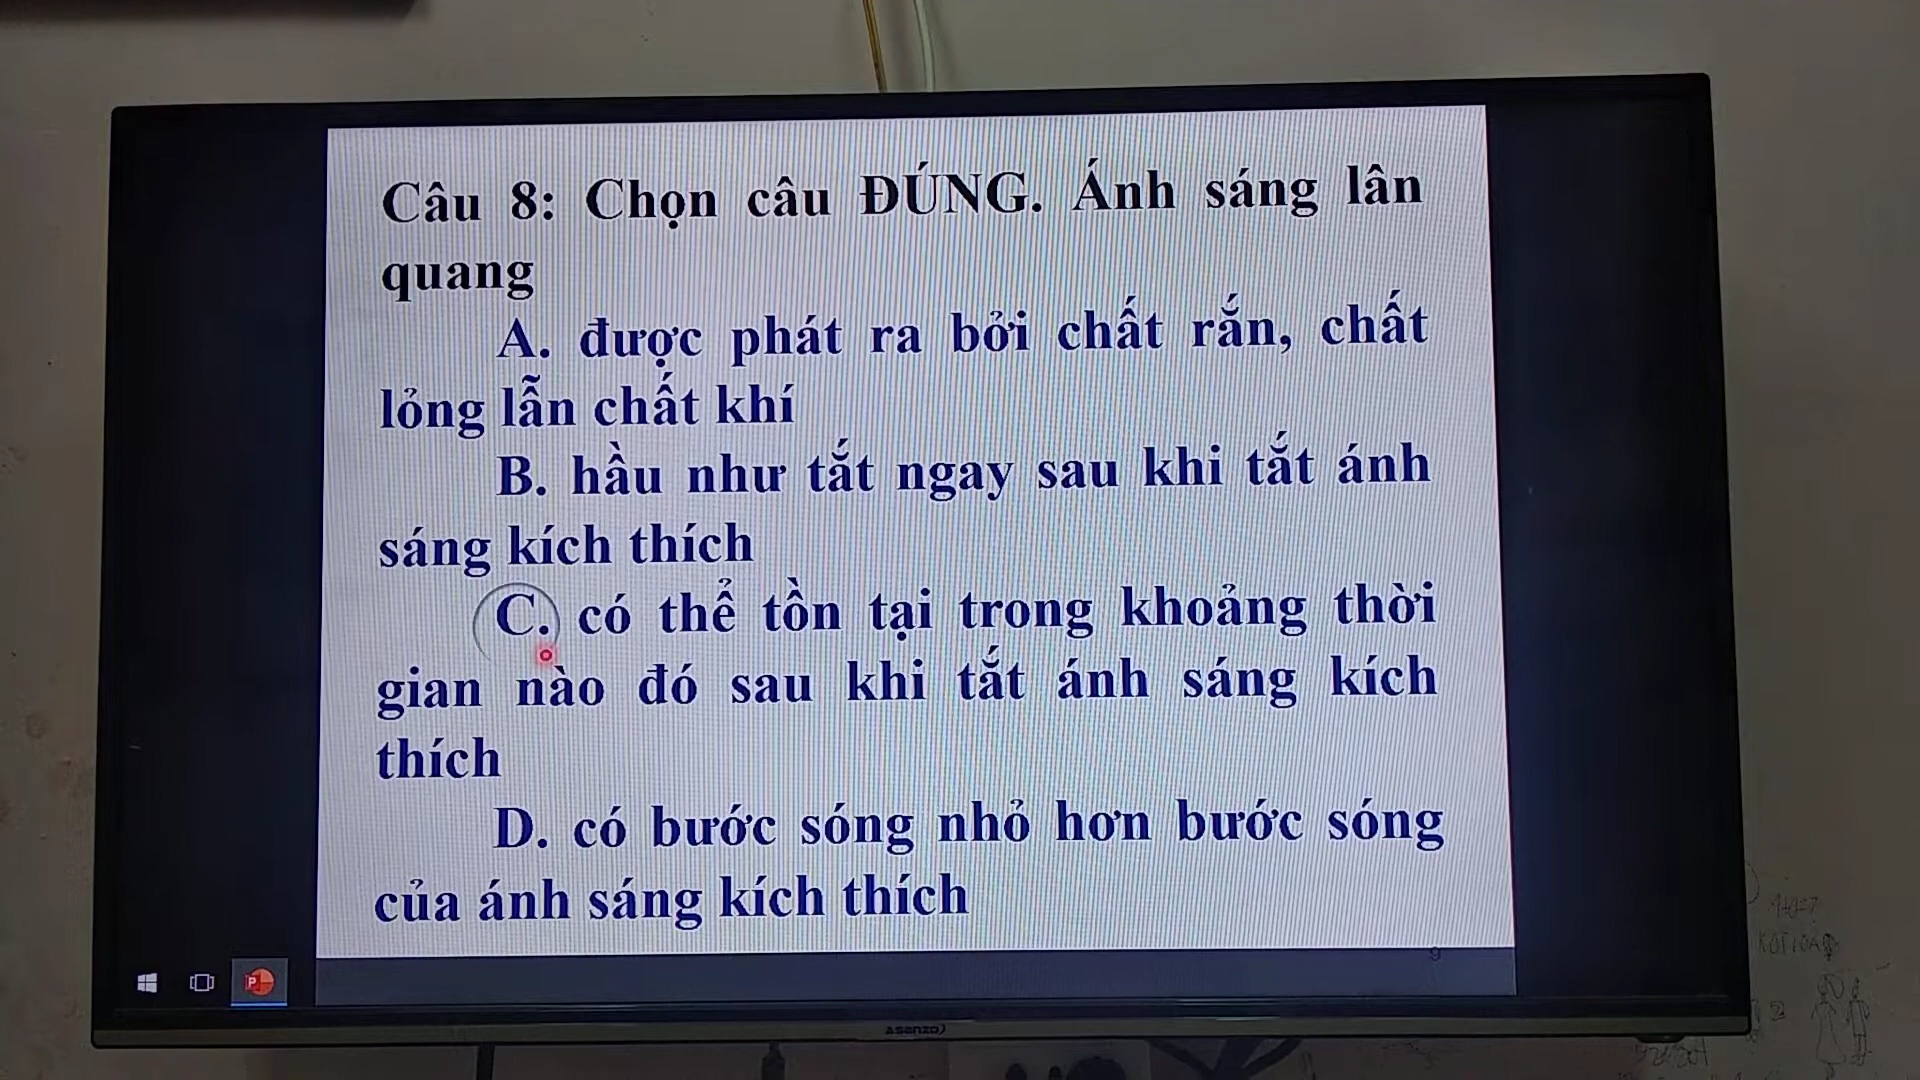 Câu 8: Chọn câu ĐÚNG. Ánh sáng lân
quang
A. được phát ra bởi chất rắn, chất
lỏng lẫn chất khí
B. hầu như tắt ngay sau khi tắt ánh
sáng kích thích
C. có thể tồn tại trong khoảng thời
gian nào đó sau khi tắt ánh sáng kích
thích
D. có bước sóng nhỏ hơn bước sóng
của ánh sáng kích thích
9
asanzo